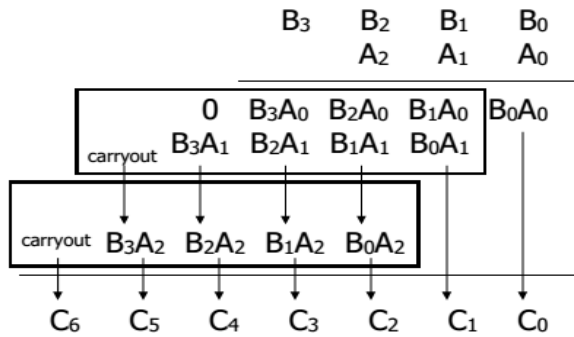 B₃ B₂ B₁ B₀
A₂ A₁ A₀
0 B₃A₀ B₂A₀ B₁A₀ B₀A₀
carryout B₃A₁ B₂A₁ B₁A₁ B₀A₁
carryout B₃A₂ B₂A₂ B₁A₂ B₀A₂
C₆ C₅ C₄ C₃ C₂ C₁ C₀